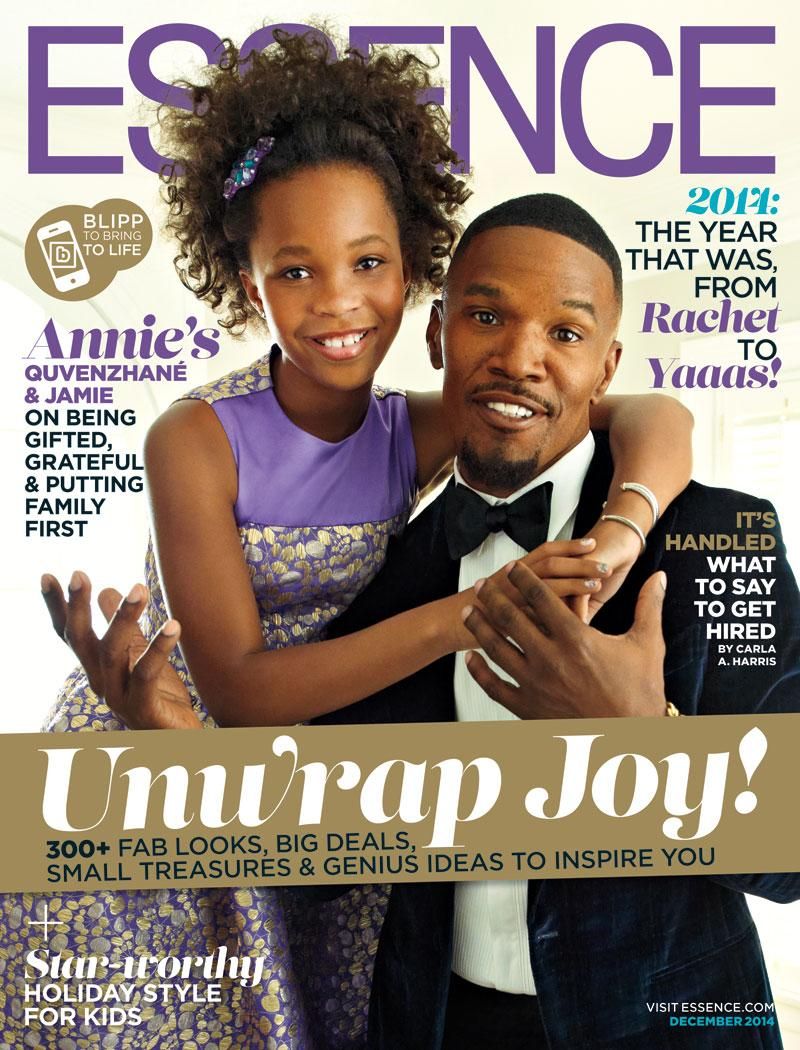 ESSENCE
BLIPP
TO BRING
TO LIFE
Annie's
QUVENZHANÉ
& JAMIE
ON BEING
GIFTED,
GRATEFUL
& PUTTING
FAMILY
FIRST
2014:
THE YEAR
THAT WAS,
FROM
Rachet
TO
Yaaas!
IT'S
HANDLED
WHAT
TO SAY
TO GET
HIRED
BY CARLA
A. HARRIS
Unwrap Joy!
300+ FAB LOOKS, BIG DEALS,
SMALL TREASURES & GENIUS IDEAS TO INSPIRE YOU
+
Star-worthy
HOLIDAY STYLE
FOR KIDS
VISIT ESSENCE.COM
DECEMBER 2014